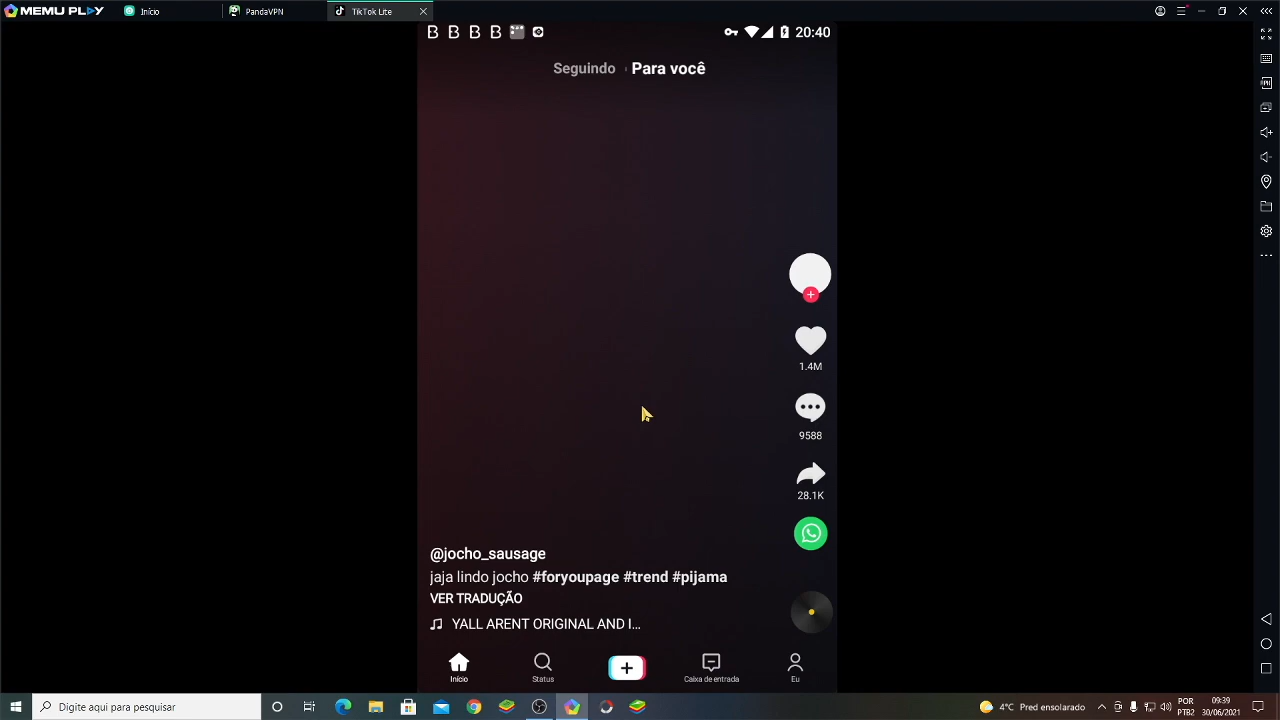 MEMU PLAY
Início
PandaVPN
TikTok Lite
20:40
Seguindo
Para você
1.4M
9588
28.1K
@jocho_sausage
jaja lindo jocho #foryoupage #trend #pijama
VER TRADUÇÃO
YALL ARENT ORIGINAL AND I...
Início
Status
Caixa de entrada
Eu
Digite aqui para pesquisar
4°C Pred ensolarado
POR
PTB2
09:39
30/06/2021